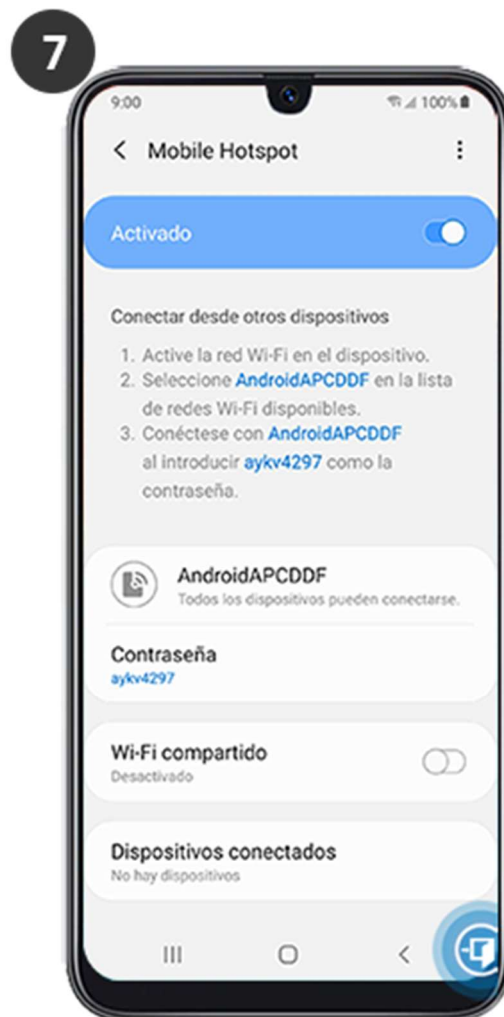 7
9:00 100%
Mobile Hotspot
Activado
Conectar desde otros dispositivos
1. Active la red Wi-Fi en el dispositivo.
2. Seleccione AndroidAPCDDF en la lista
de redes Wi-Fi disponibles.
3. Conéctese con AndroidAPCDDF
al introducir aykv4297 como la
contraseña.
AndroidAPCDDF
Todos los dispositivos pueden conectarse.
Contraseña
aykv4297
Wi-Fi compartido
Desactivado
Dispositivos conectados
No hay dispositivos